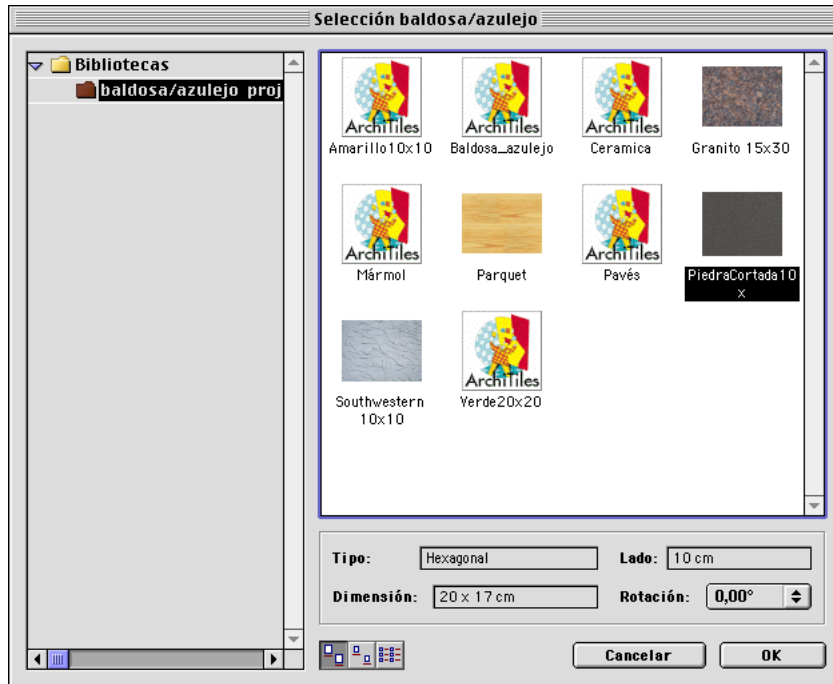 Selección baldosa/azulejo
Bibliotecas
baldosa/azulejo proj
ArchiTiles
ArchiTiles
ArchiTiles
Amarillo10x10
Baldosa_azulejo
Ceramica
Granito 15x30
ArchiTiles
ArchiTiles
Mármol
Parquet
Pavés
PiedraCortada10
x
ArchiTiles
Southwestern
10x10
Verde20x20
Tipo:
Hexagonal
Lado:
10 cm
Dimensión:
20 x 17 cm
Rotación:
0,00°
Cancelar
OK